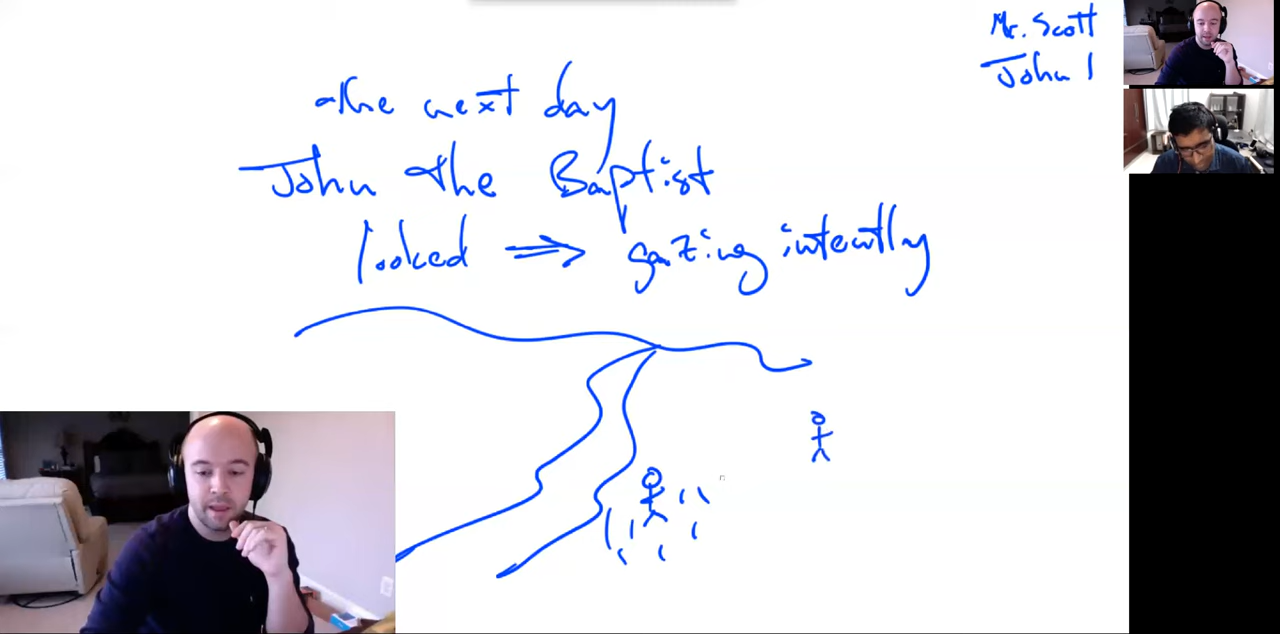 the next day
John the Baptist
looked ⇒ gazing intently
Mr. Scott
John 1